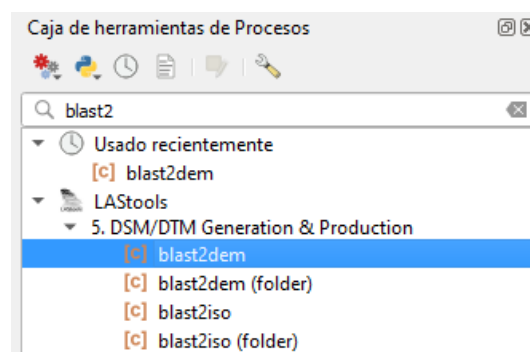 Caja de herramientas de Procesos
blast2
Usado recientemente
[c] blast2dem
LAStools
5. DSM/DTM Generation & Production
[c] blast2dem
[c] blast2dem (folder)
[c] blast2iso
[c] blast2iso (folder)